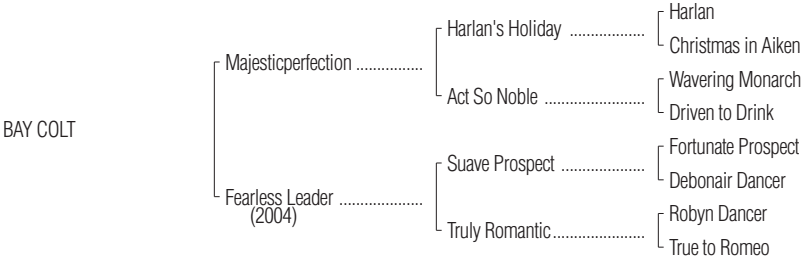 Harlan
Harlan's Holiday ....................
Christmas in Aiken
Majesticperfection ................
Wavering Monarch
Act So Noble ..........................
Driven to Drink
BAY COLT
Fortunate Prospect
Suave Prospect ......................
Debonair Dancer
Fearless Leader ....................
(2004)
Robyn Dancer
Truly Romantic........................
True to Romeo